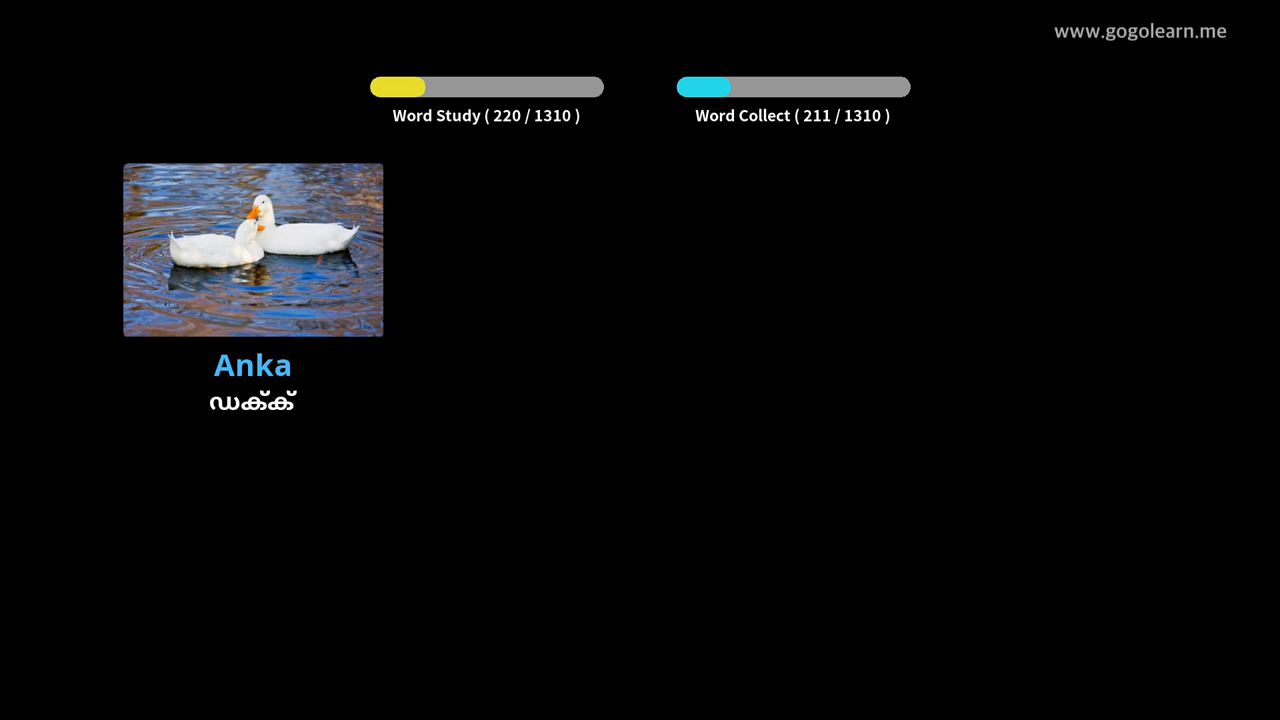 www.gogolearn.me
Word Study ( 220 / 1310 )
Word Collect ( 211 / 1310 )
Anka
ഡക്ക്